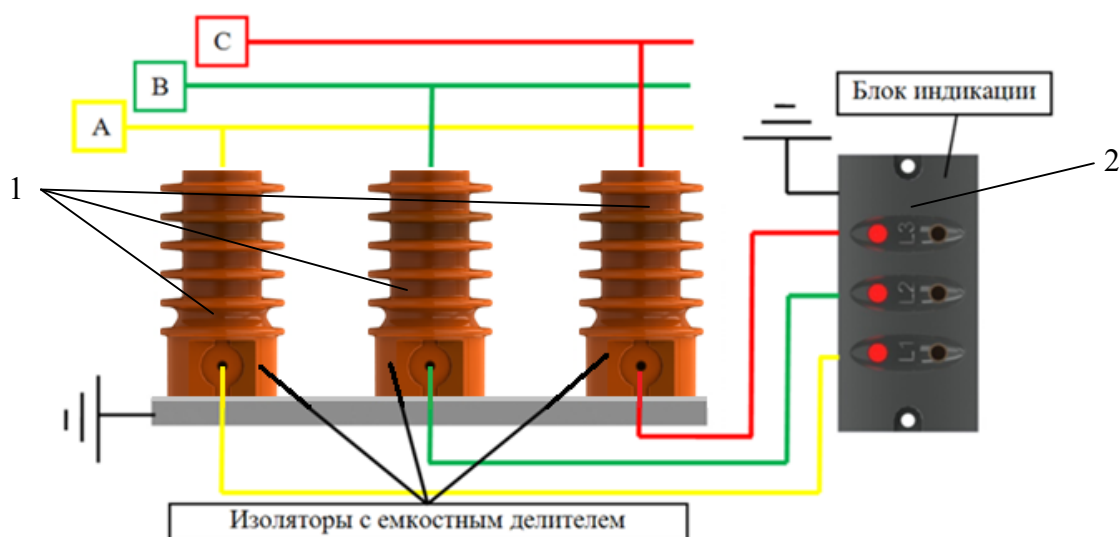 C
B
Блок индикации
A
1
2
L3
L2
L1
Изоляторы с емкостным делителем